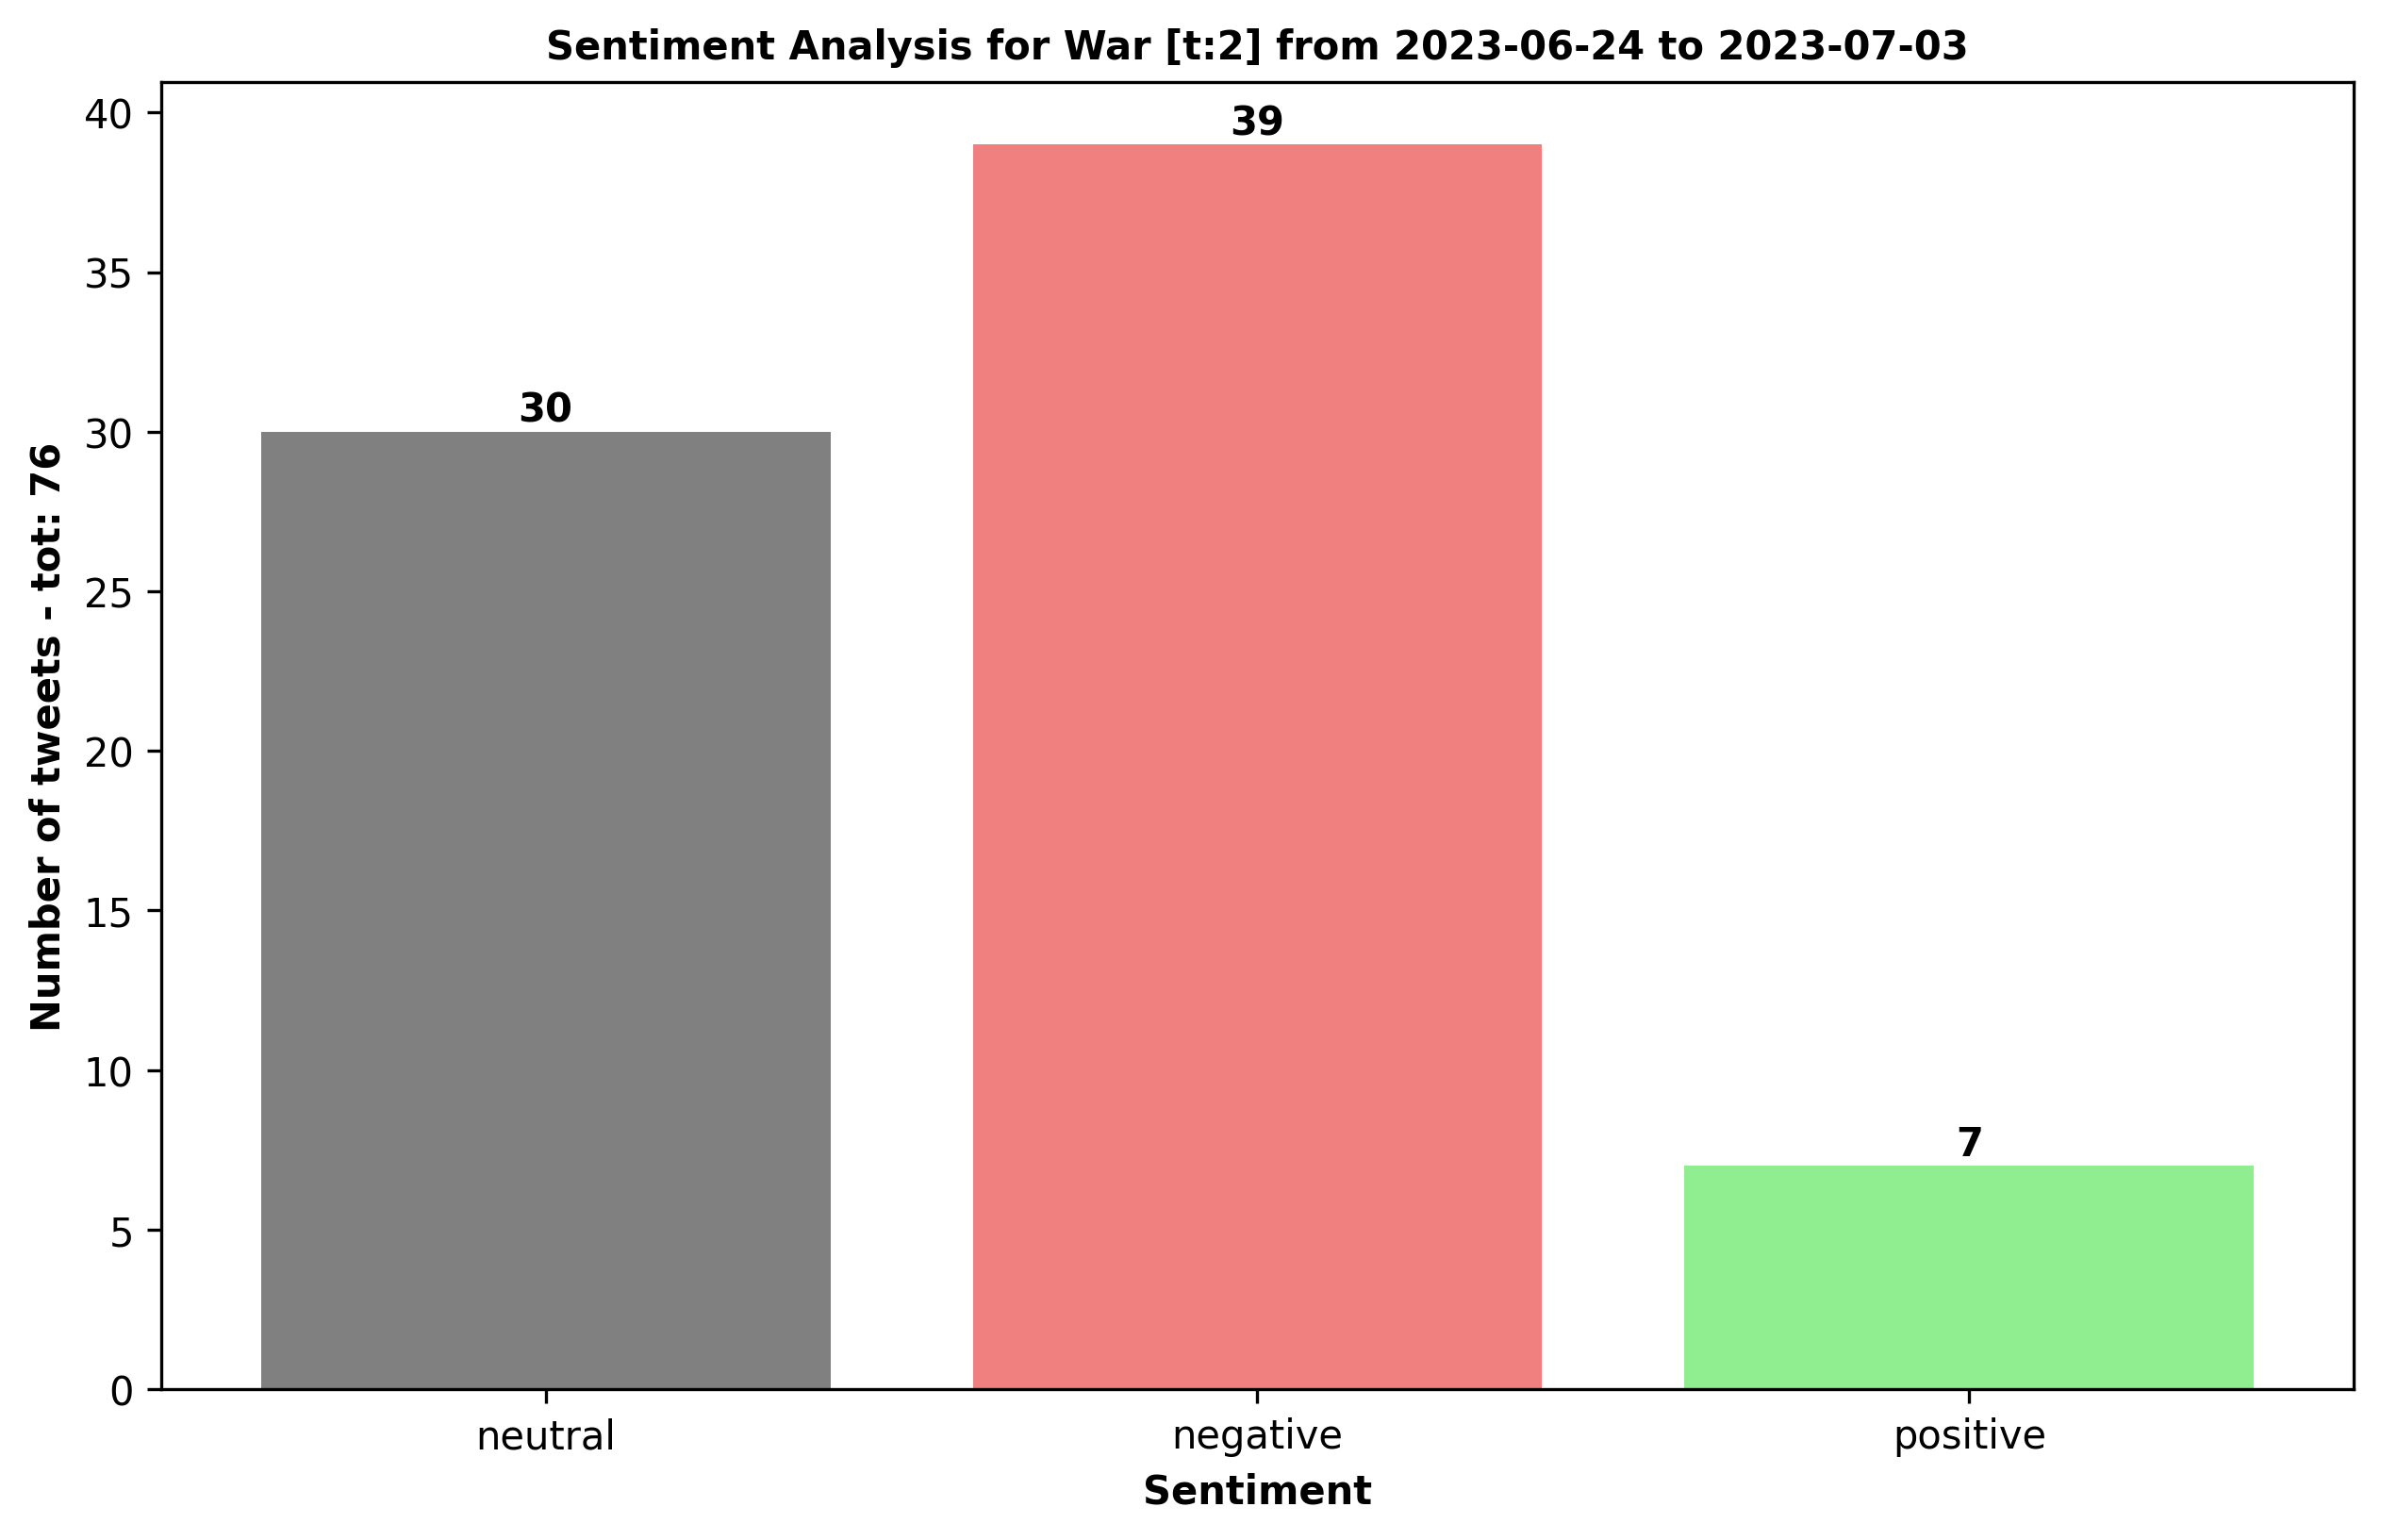 Sentiment Analysis for War [t:2] from 2023-06-24 to 2023-07-03
Number of tweets - tot: 76
40
35
30
25
20
15
10
5
0
30
39
7
neutral
negative
positive
Sentiment